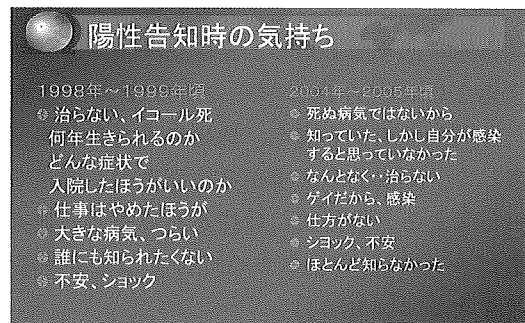 陽性告知時の気持ち
1998年～1999年頃
治らない、イコール死
何年生きられるのか
どんな症状で
入院したほうがいいのか
仕事はやめたほうが
大きな病気、つらい
誰にも知られたくない
不安、ショック
2004年～2005年頃
死ぬ病気ではないから
知っていた、しかし自分が感染
すると思っていなかった
なんとなく・・治らない
ゲイだから、感染
仕方がない
ショック、不安
ほとんど知らなかった